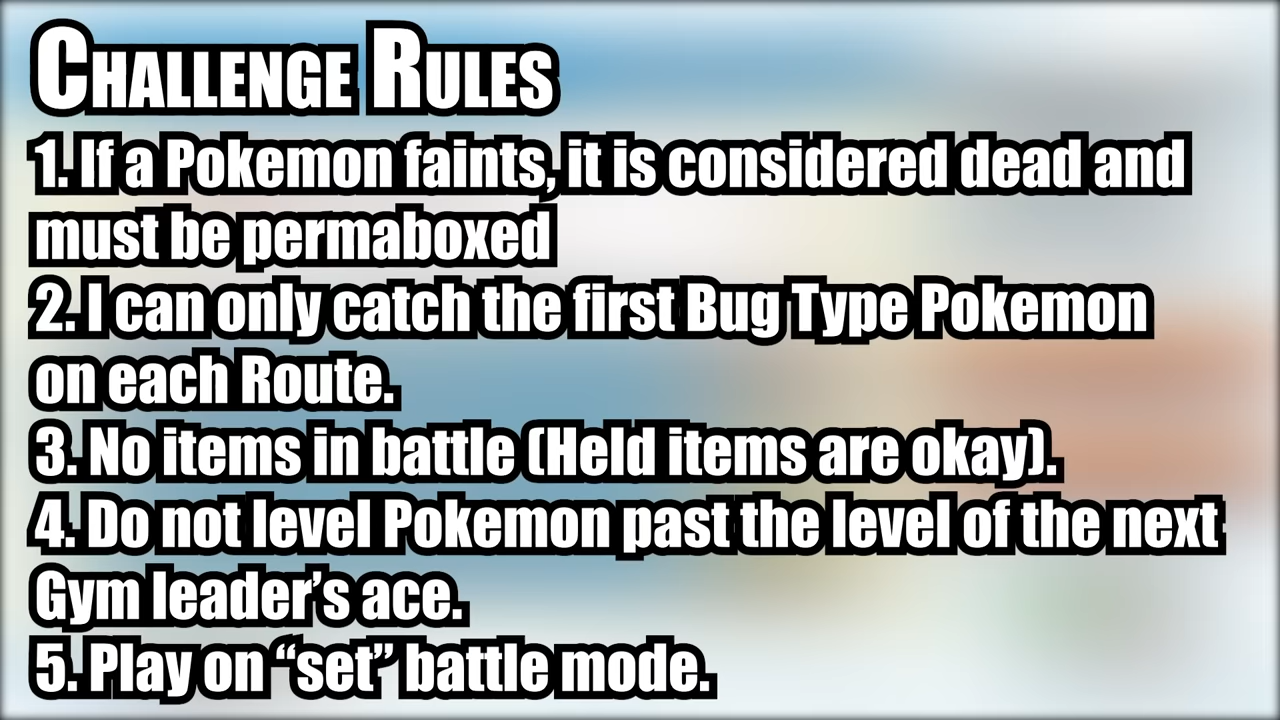 Challenge Rules
1. If a Pokemon faints, it is considered dead and
must be permaboxed
2. I can only catch the first Bug Type Pokemon
on each Route.
3. No items in battle (Held items are okay).
4. Do not level Pokemon past the level of the next
Gym leader’s ace.
5. Play on “set” battle mode.